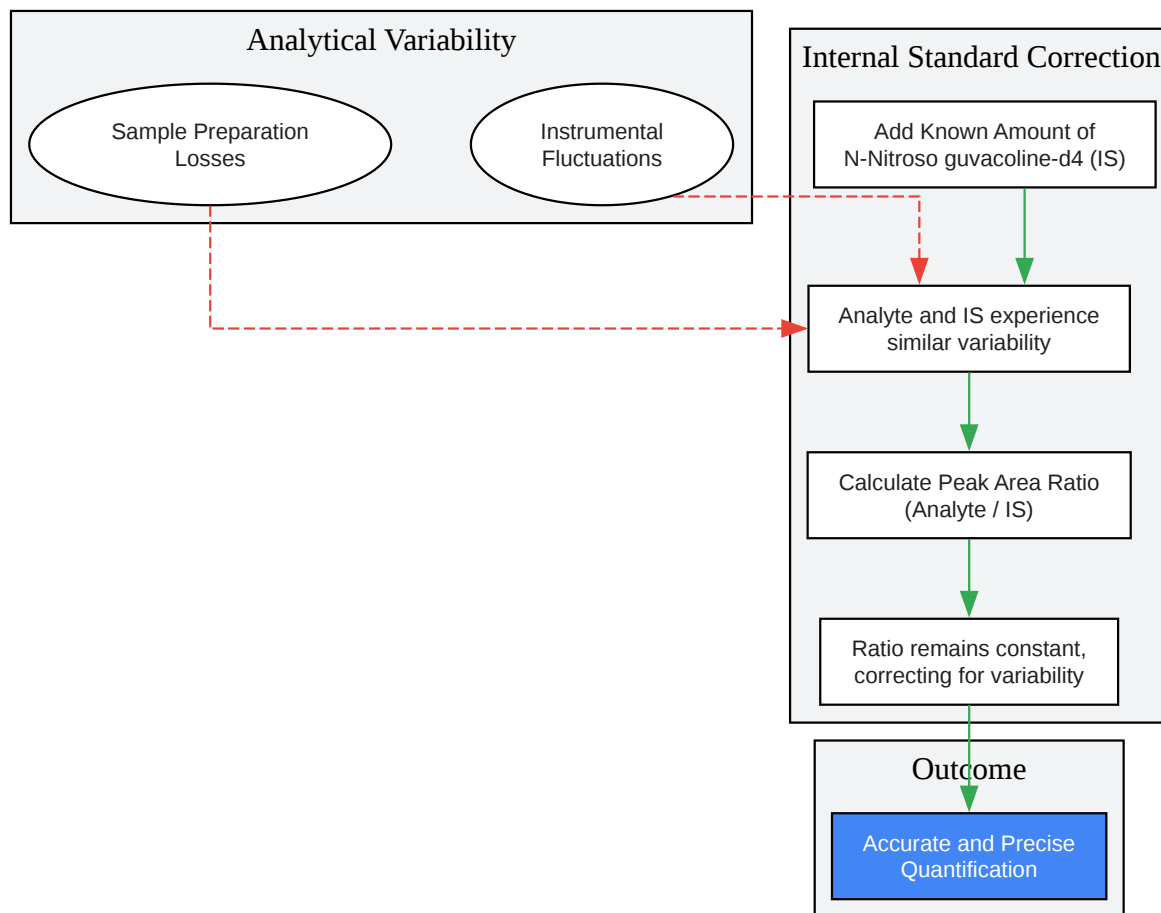 Analytical Variability
Sample Preparation
Losses
Instrumental
Fluctuations
Internal Standard Correction
Add Known Amount of
N-Nitroso guvacoline-d4 (IS)
Analyte and IS experience
similar variability
Calculate Peak Area Ratio
(Analyte / IS)
Ratio remains constant,
correcting for variability
Outcome
Accurate and Precise
Quantification